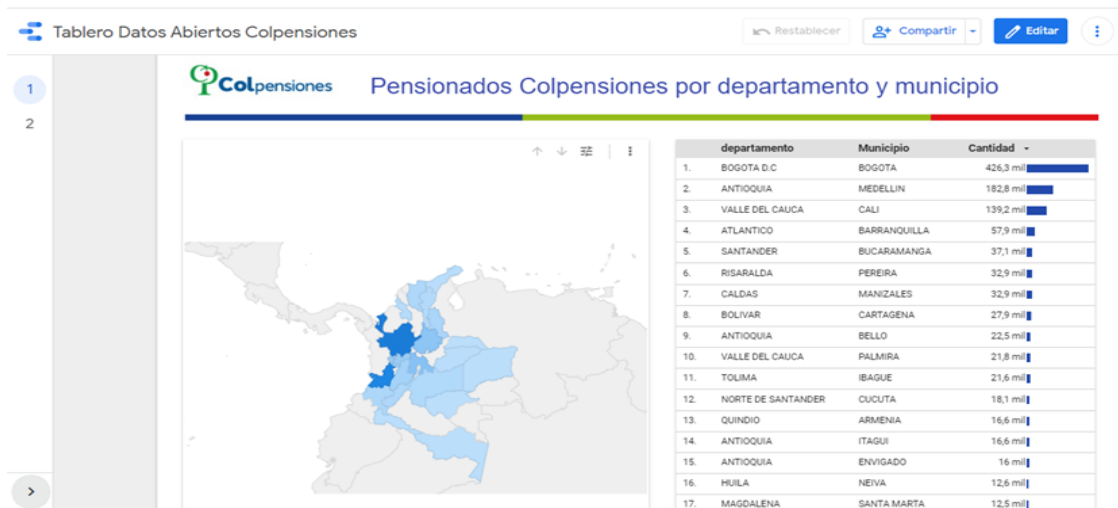 Tablero Datos Abiertos Colpensiones
Restablecer
Compartir
Editar
1
2
Colpensiones
Pensionados Colpensiones por departamento y municipio
departamento Municipio Cantidad
1. BOGOTA D.C BOGOTA 426,3 mil
2. ANTIOQUIA MEDELLIN 182,8 mil
3. VALLE DEL CAUCA CALI 139,2 mil
4. ATLANTICO BARRANQUILLA 57,9 mil
5. SANTANDER BUCARAMANGA 37,1 mil
6. RISARALDA PEREIRA 32,9 mil
7. CALDAS MANIZALES 32,9 mil
8. BOLIVAR CARTAGENA 27,9 mil
9. ANTIOQUIA BELLO 22,5 mil
10. VALLE DEL CAUCA PALMIRA 21,8 mil
11. TOLIMA IBAGUE 21,6 mil
12. NORTE DE SANTANDER CUCUTA 18,1 mil
13. QUINDIO ARMENIA 16,6 mil
14. ANTIOQUIA ITAGUI 16,6 mil
15. ANTIOQUIA ENVIGADO 16 mil
16. HUILA NEIVA 12,6 mil
17. MAGDALENA SANTA MARTA 12,5 mil